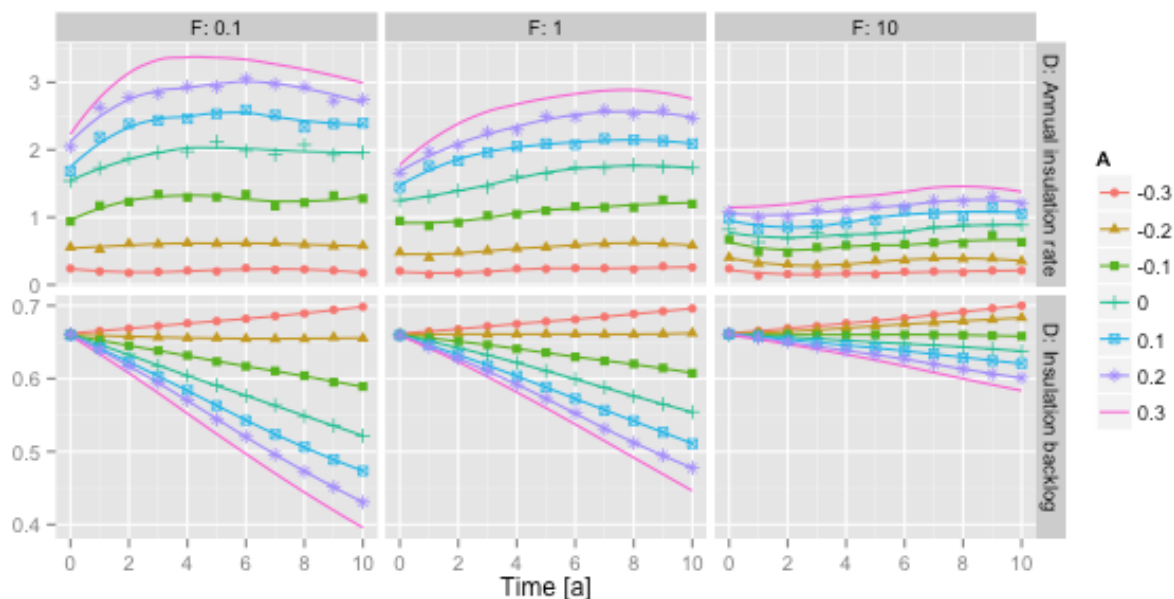 F: 0.1 F: 1 F: 10
3
2
1
0
D: Annual insulation rate
0.7
0.6
0.5
0.4
D: Insulation backlog
0 2 4 6 8 10 0 2 4 6 8 10 0 2 4 6 8 10
Time [a]
A
-0.3
-0.2
-0.1
0
0.1
0.2
0.3